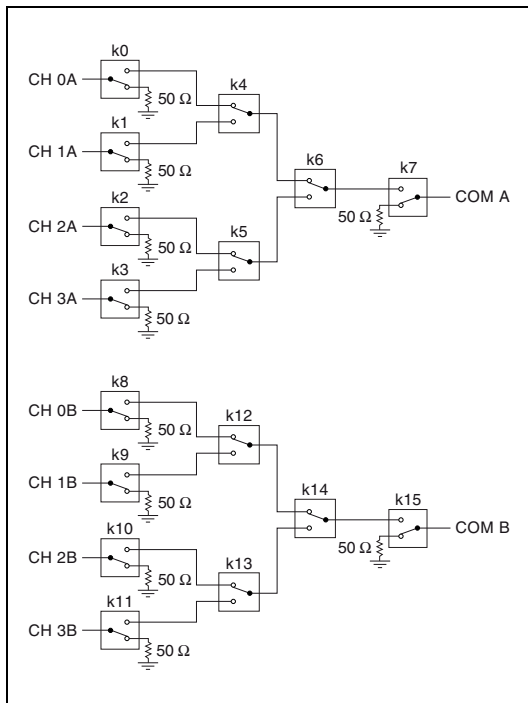 k0
CH 0A
50 Ω
k4
k1
CH 1A
50 Ω
k6
k7
COM A
50 Ω
k2
CH 2A
50 Ω
k5
k3
CH 3A
50 Ω
k8
CH 0B
50 Ω
k12
k9
CH 1B
50 Ω
k14
k15
COM B
50 Ω
k10
CH 2B
50 Ω
k13
k11
CH 3B
50 Ω